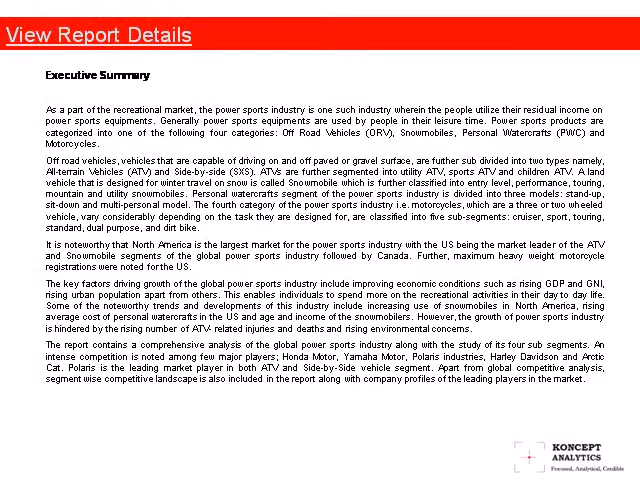 View Report Details
Executive Summary
As a part of the recreational market, the power sports industry is one such industry wherein the people utilize their residual income on
power sports equipments. Generally power sports equipments are used by people in their leisure time. Power sports products are
categorized into one of the following four categories: Off Road Vehicles (ORV), Snowmobiles, Personal Watercrafts (PWC) and
Motorcycles.
Off road vehicles, vehicles that are capable of driving on and off paved or gravel surface, are further sub divided into two types namely,
All-terrain Vehicles (ATV) and Side-by-side (SXS). ATVs are further segmented into utility ATV, sports ATV and children ATV. A land
vehicle that is designed for winter travel on snow is called Snowmobile which is further classified into entry level, performance, touring,
mountain and utility snowmobiles. Personal watercrafts segment of the power sports industry is divided into three models: stand-up,
sit-down and multi-personal model. The fourth category of the power sports industry i.e. motorcycles, which are a three or two wheeled
vehicle, vary considerably depending on the task they are designed for, are classified into five sub-segments: cruiser, sport, touring,
standard, dual purpose, and dirt bike.
It is noteworthy that North America is the largest market for the power sports industry with the US being the market leader of the ATV
and Snowmobile segments of the global power sports industry followed by Canada. Further, maximum heavy weight motorcycle
registrations were noted for the US.
The key factors driving growth of the global power sports industry include improving economic conditions such as rising GDP and GNI,
rising urban population apart from others. This enables individuals to spend more on the recreational activities in their day to day life.
Some of the noteworthy trends and developments of this industry include increasing use of snowmobiles in North America, rising
average cost of personal watercrafts in the US and age and income of the snowmobilers. However, the growth of power sports industry
is hindered by the rising number of ATV- related injuries and deaths and rising environmental concerns.
The report contains a comprehensive analysis of the global power sports industry along with the study of its four sub segments. An
intense competition is noted among few major players; Honda Motor, Yamaha Motor, Polaris industries, Harley Davidson and Arctic
Cat. Polaris is the leading market player in both ATV and Side-by-Side vehicle segment. Apart from global competitive analysis,
segment wise competitive landscape is also included in the report along with company profiles of the leading players in the market.
KONCEPT
ANALYTICS
Focused, Analytical, Credible